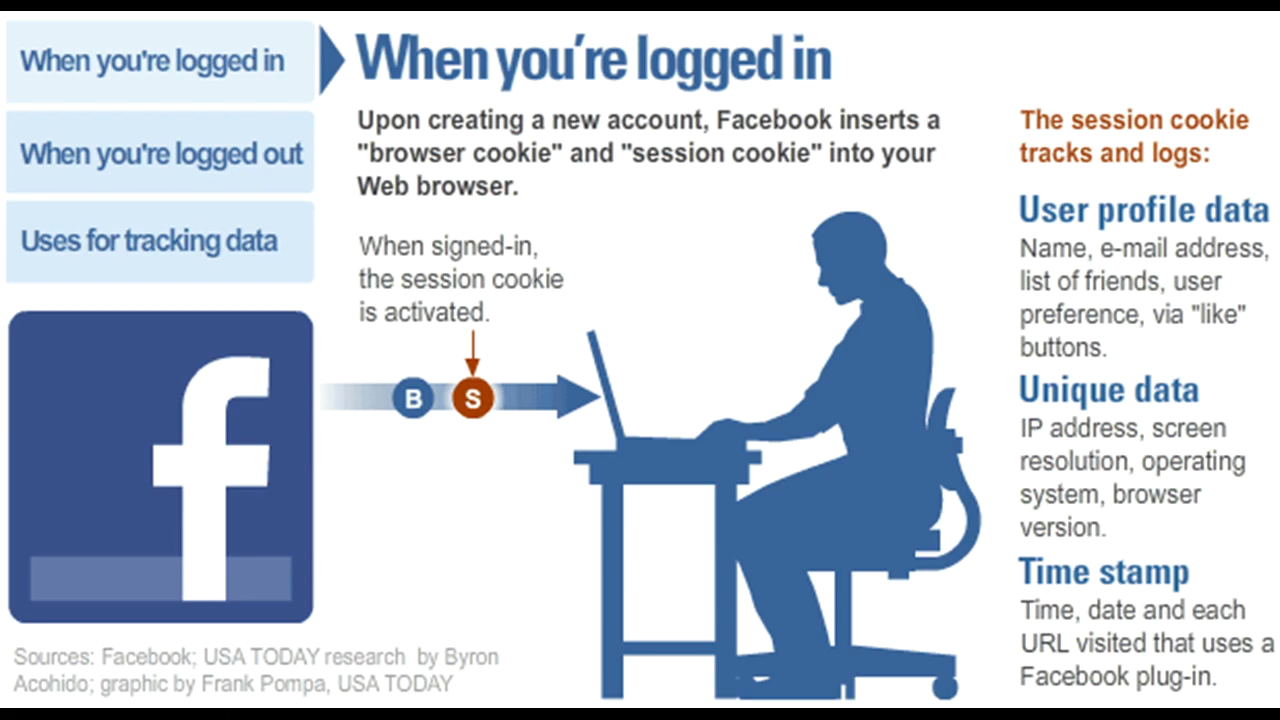 When you're logged in
When you're logged out
Uses for tracking data
f
Sources: Facebook; USA TODAY research by Byron
Acohido; graphic by Frank Pompa, USA TODAY
When you're logged in
Upon creating a new account, Facebook inserts a
"browser cookie" and "session cookie" into your
Web browser.
When signed-in,
the session cookie
is activated.
B S
The session cookie
tracks and logs:
User profile data
Name, e-mail address,
list of friends, user
preference, via "like"
buttons.
Unique data
IP address, screen
resolution, operating
system, browser
version.
Time stamp
Time, date and each
URL visited that uses a
Facebook plug-in.